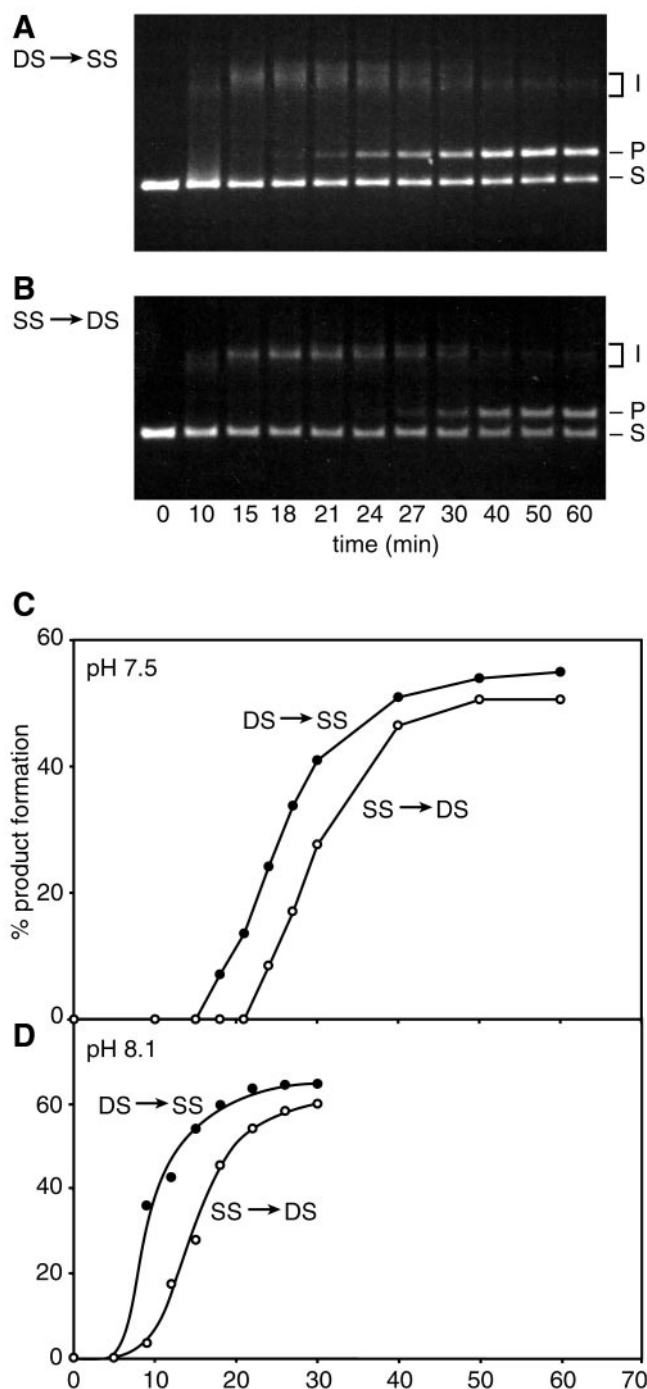 A
DS → SS
I
P
S
B
SS → DS
I
P
S
0 10 15 18 21 24 27 30 40 50 60
time (min)
C
60
pH 7.5
DS → SS
40
SS → DS
% product formation
20
0
D
pH 8.1
60
DS → SS
40
SS → DS
20
0
0 10 20 30 40 50 60 70